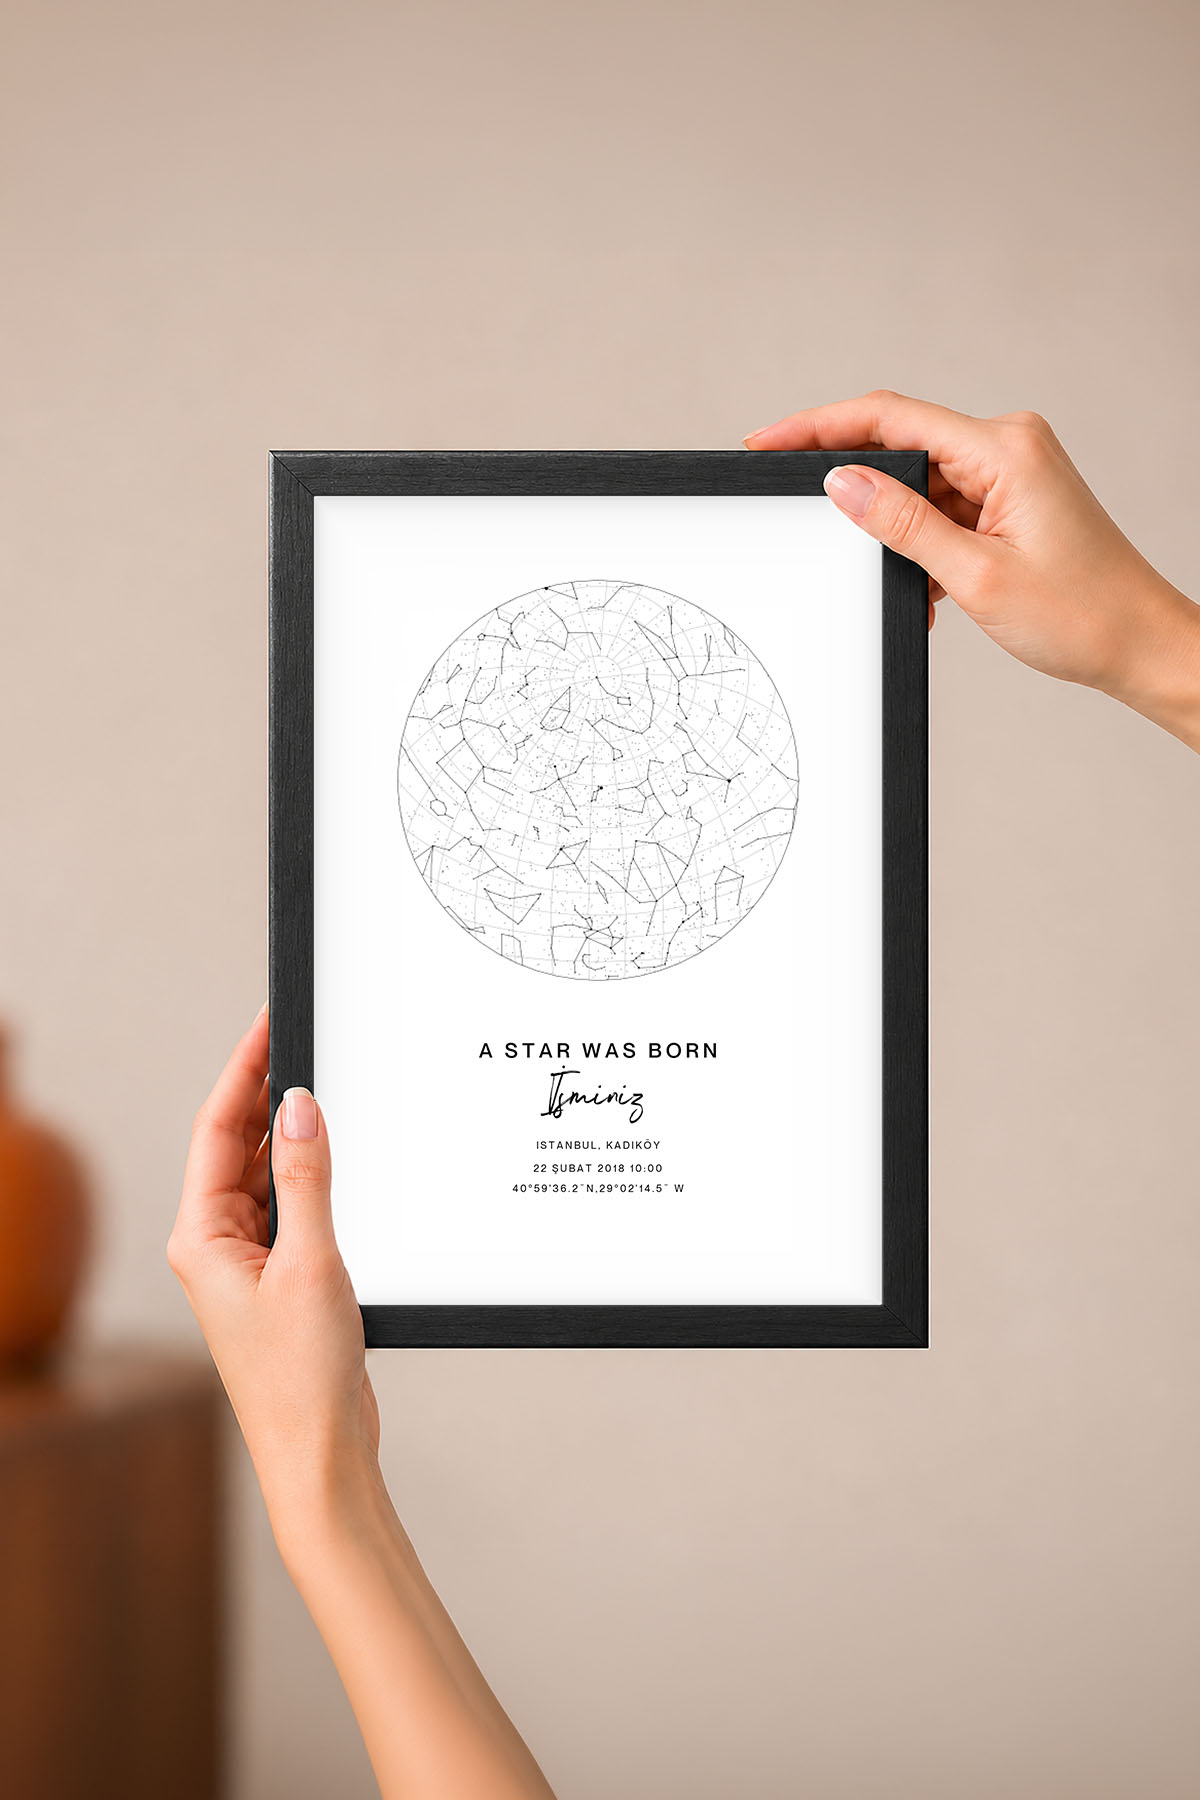 A STAR WAS BORN
İsminiz
ISTANBUL, KADIKÖY
22 ŞUBAT 2018 10:00
40°59'36.2¨N,29°02'14.5¨ W